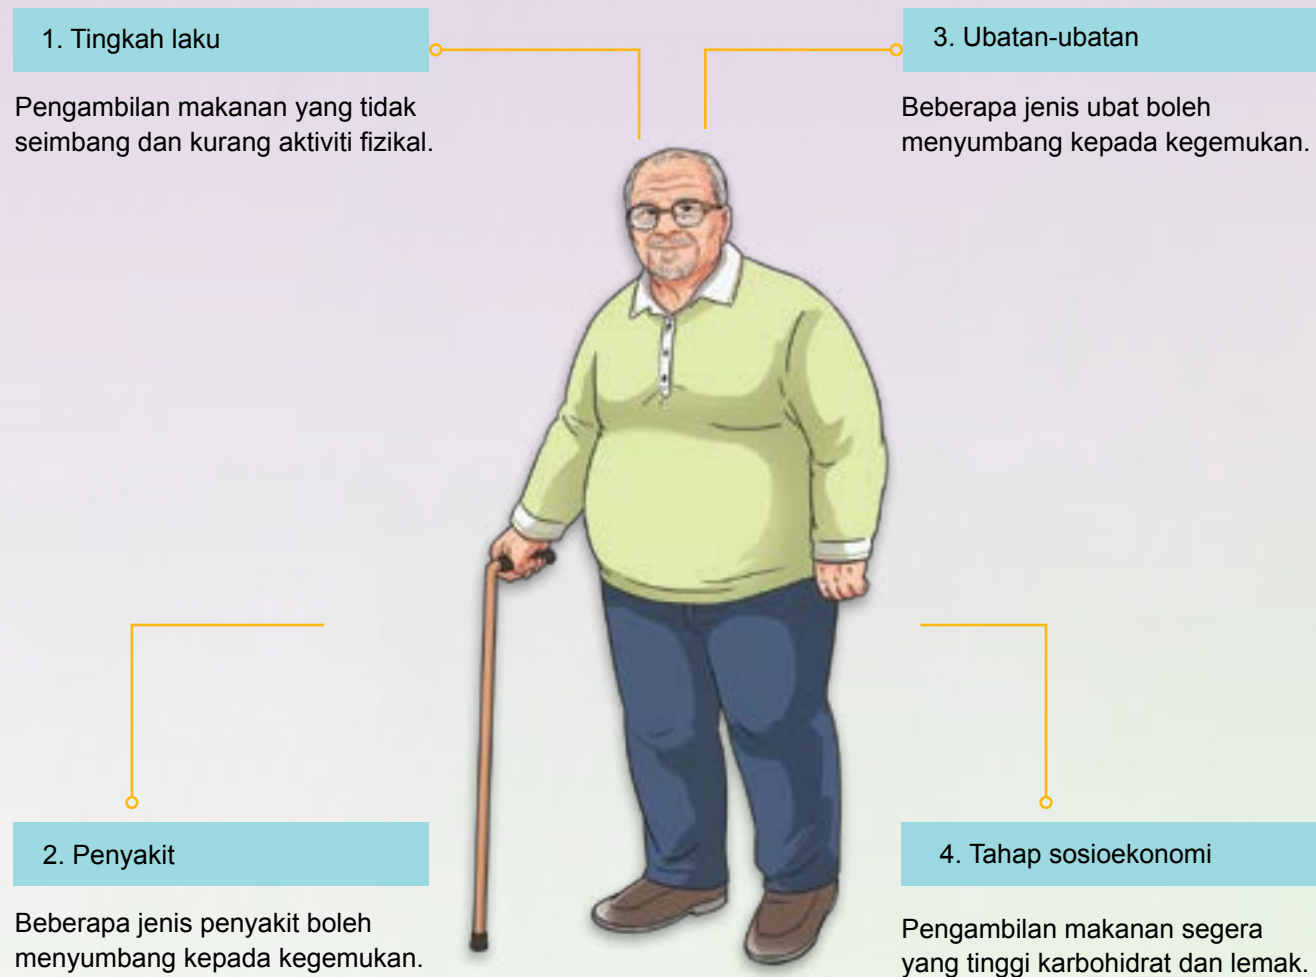 1. Tingkah laku
Pengambilan makanan yang tidak
seimbang dan kurang aktiviti fizikal.
2. Penyakit
Beberapa jenis penyakit boleh
menyumbang kepada kegemukan.
3. Ubatan-ubatan
Beberapa jenis ubat boleh
menyumbang kepada kegemukan.
4. Tahap sosioekonomi
Pengambilan makanan segera
yang tinggi karbohidrat dan lemak.